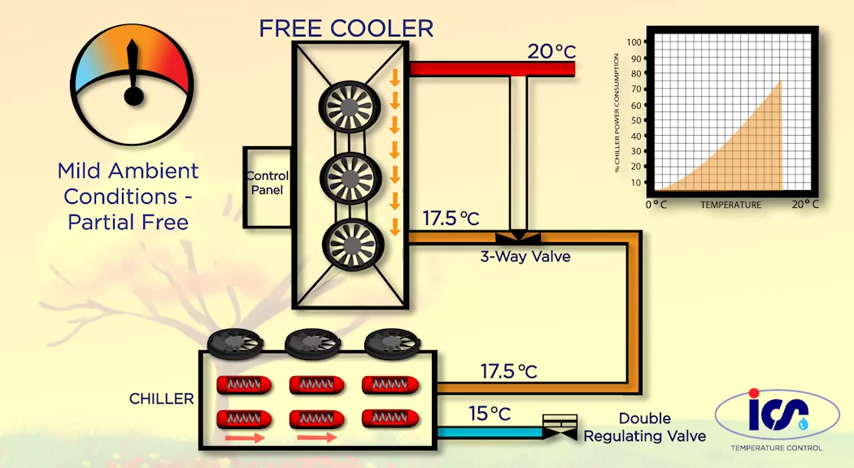 FREE COOLER
20°C
Mild Ambient
Conditions -
Partial Free
Control
Panel
17.5 °C
3-Way Valve
% CHILLER POWER CONSUMPTION
100
90
80
70
60
50
40
30
20
10
0°C
TEMPERATURE
20°C
CHILLER
17.5 °C
15 °C
Double
Regulating Valve
ics
TEMPERATURE CONTROL